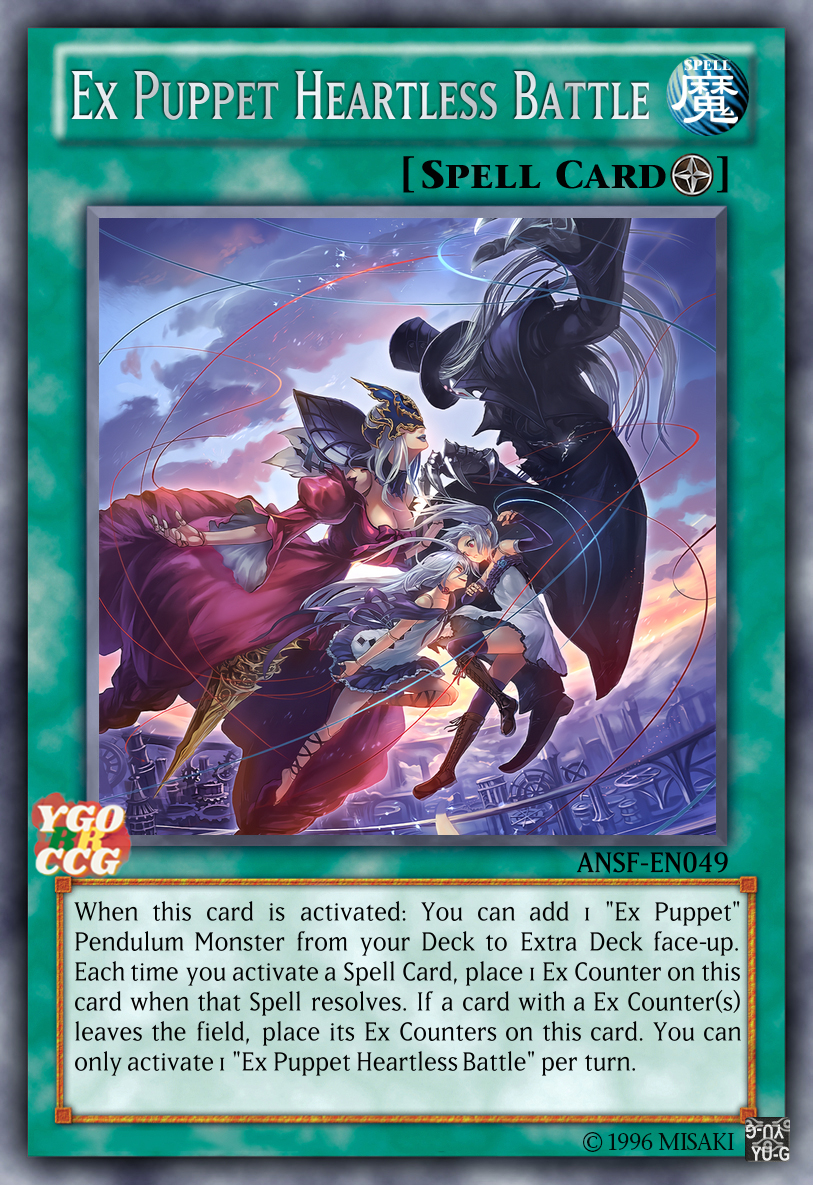 Ex Puppet Heartless Battle
SPELL
魔
[Spell Card]
YGO
BR
CCG
ANSF-EN049
When this card is activated: You can add 1 "Ex Puppet"
Pendulum Monster from your Deck to Extra Deck face-up.
Each time you activate a Spell Card, place 1 Ex Counter on this
card when that Spell resolves. If a card with a Ex Counter(s)
leaves the field, place its Ex Counters on this card. You can
only activate 1 "Ex Puppet Heartless Battle" per turn.
© 1996 MISAKI
YU-G